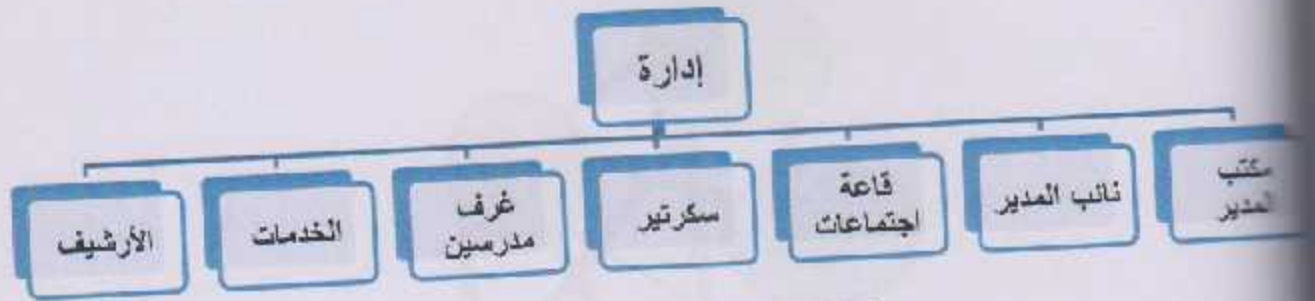 إدارة
مكتب
المدير
نائب المدير
قاعة
اجتماعات
سكرتير
غرف
مدرسين
الخدمات
الأرشيف